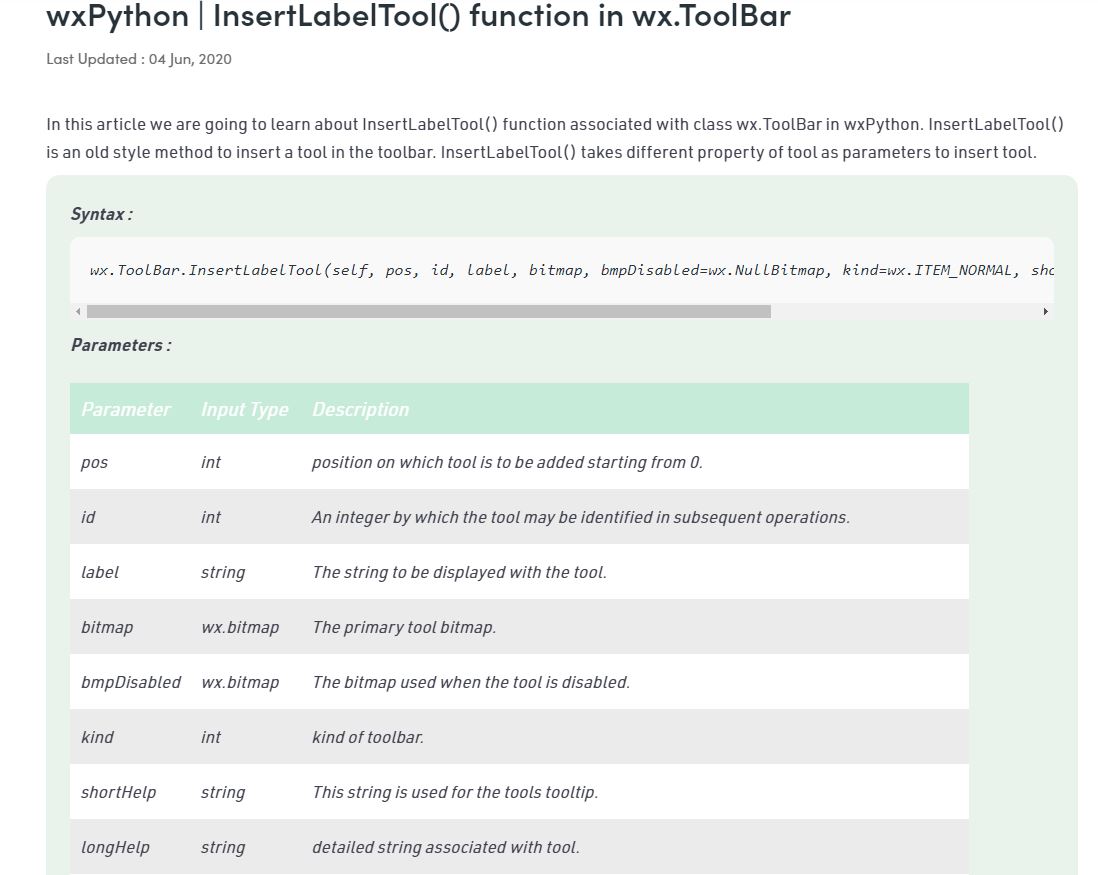 wxPython | InsertLabelTool() function in wx.ToolBar
Last Updated : 04 Jun, 2020
In this article we are going to learn about InsertLabelTool() function associated with class wx.ToolBar in wxPython. InsertLabelTool()
is an old style method to insert a tool in the toolbar. InsertLabelTool() takes different property of tool as parameters to insert tool.
Syntax :
wx.ToolBar.InsertLabelTool(self, pos, id, label, bitmap, bmpDisabled=wx.NullBitmap, kind=wx.ITEM_NORMAL, sho
Parameters :
Parameter Input Type Description
pos int position on which tool is to be added starting from 0.
id int An integer by which the tool may be identified in subsequent operations.
label string The string to be displayed with the tool.
bitmap wx.bitmap The primary tool bitmap.
bmpDisabled wx.bitmap The bitmap used when the tool is disabled.
kind int kind of toolbar.
shortHelp string This string is used for the tools tooltip.
longHelp string detailed string associated with tool.